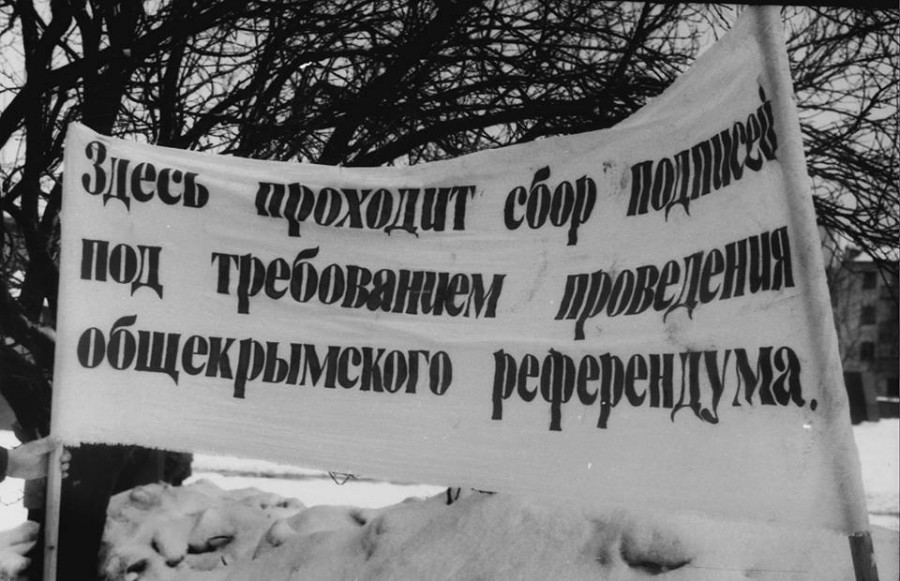 Здесь проходит сбор подписей
под требованием проведения
общекрымского референдума.